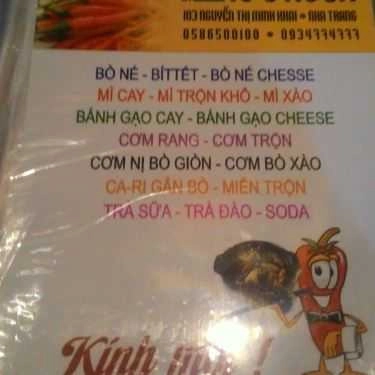 103 NGUYỄN THỊ MINH KHAI • NHA TRANG
0586500100 • 0934774777
BÒ NÉ - BÍTTẾT - BÒ NÉ CHESSE
MÌ CAY - MÌ TRỘN KHÔ - MÌ XÀO
BÁNH GẠO CAY - BÁNH GẠO CHEESE
CƠM RANG - CƠM TRỘN
CƠM NỊ BÒ GIÒN - CƠM BÒ XÀO
CA-RI GÂN BÒ - MIẾN TRỘN
TRÀ SỮA - TRÀ ĐÀO - SODA
Kính mời !